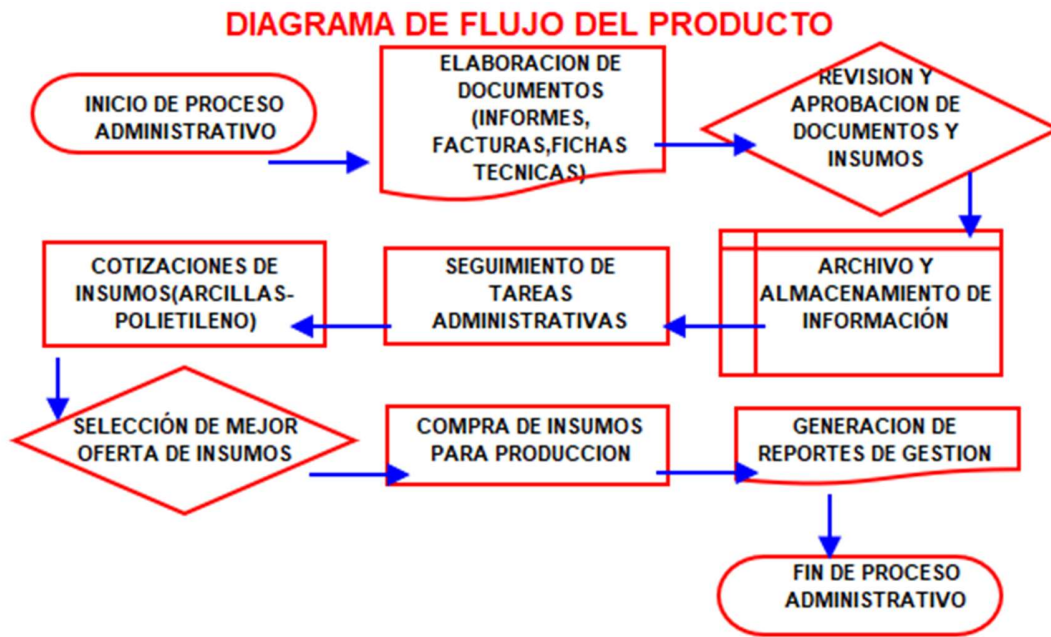 DIAGRAMA DE FLUJO DEL PRODUCTO
INICIO DE PROCESO
ADMINISTRATIVO
ELABORACION DE
DOCUMENTOS
(INFORMES,
FACTURAS,FICHAS
TECNICAS)
REVISION Y
APROBACION DE
DOCUMENTOS Y
INSUMOS
ARCHIVO Y
ALMACENAMIENTO DE
INFORMACIÓN
SEGUIMIENTO DE
TAREAS
ADMINISTRATIVAS
COTIZACIONES DE
INSUMOS(ARCILLAS-
POLIETILENO)
SELECCIÓN DE MEJOR
OFERTA DE INSUMOS
COMPRA DE INSUMOS
PARA PRODUCCION
GENERACION DE
REPORTES DE GESTION
FIN DE PROCESO
ADMINISTRATIVO